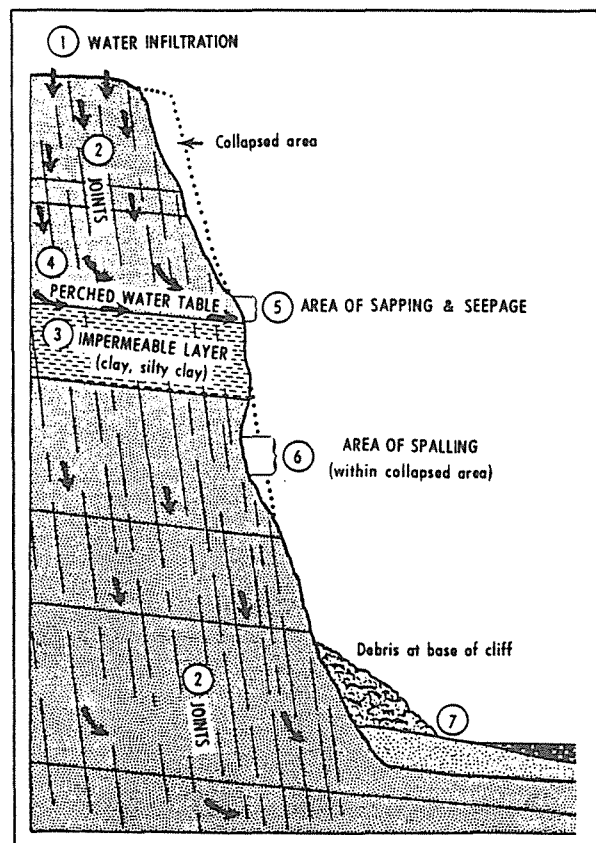 1 WATER INFILTRATION
Collapsed area
2 JOINTS
4
PERCHED WATER TABLE
5 AREA OF SAPPING & SEEPAGE
3 IMPERMEABLE LAYER
(clay, silty clay)
6 AREA OF SPALLING
(within collapsed area)
Debris at base of cliff
2 JOINTS
7